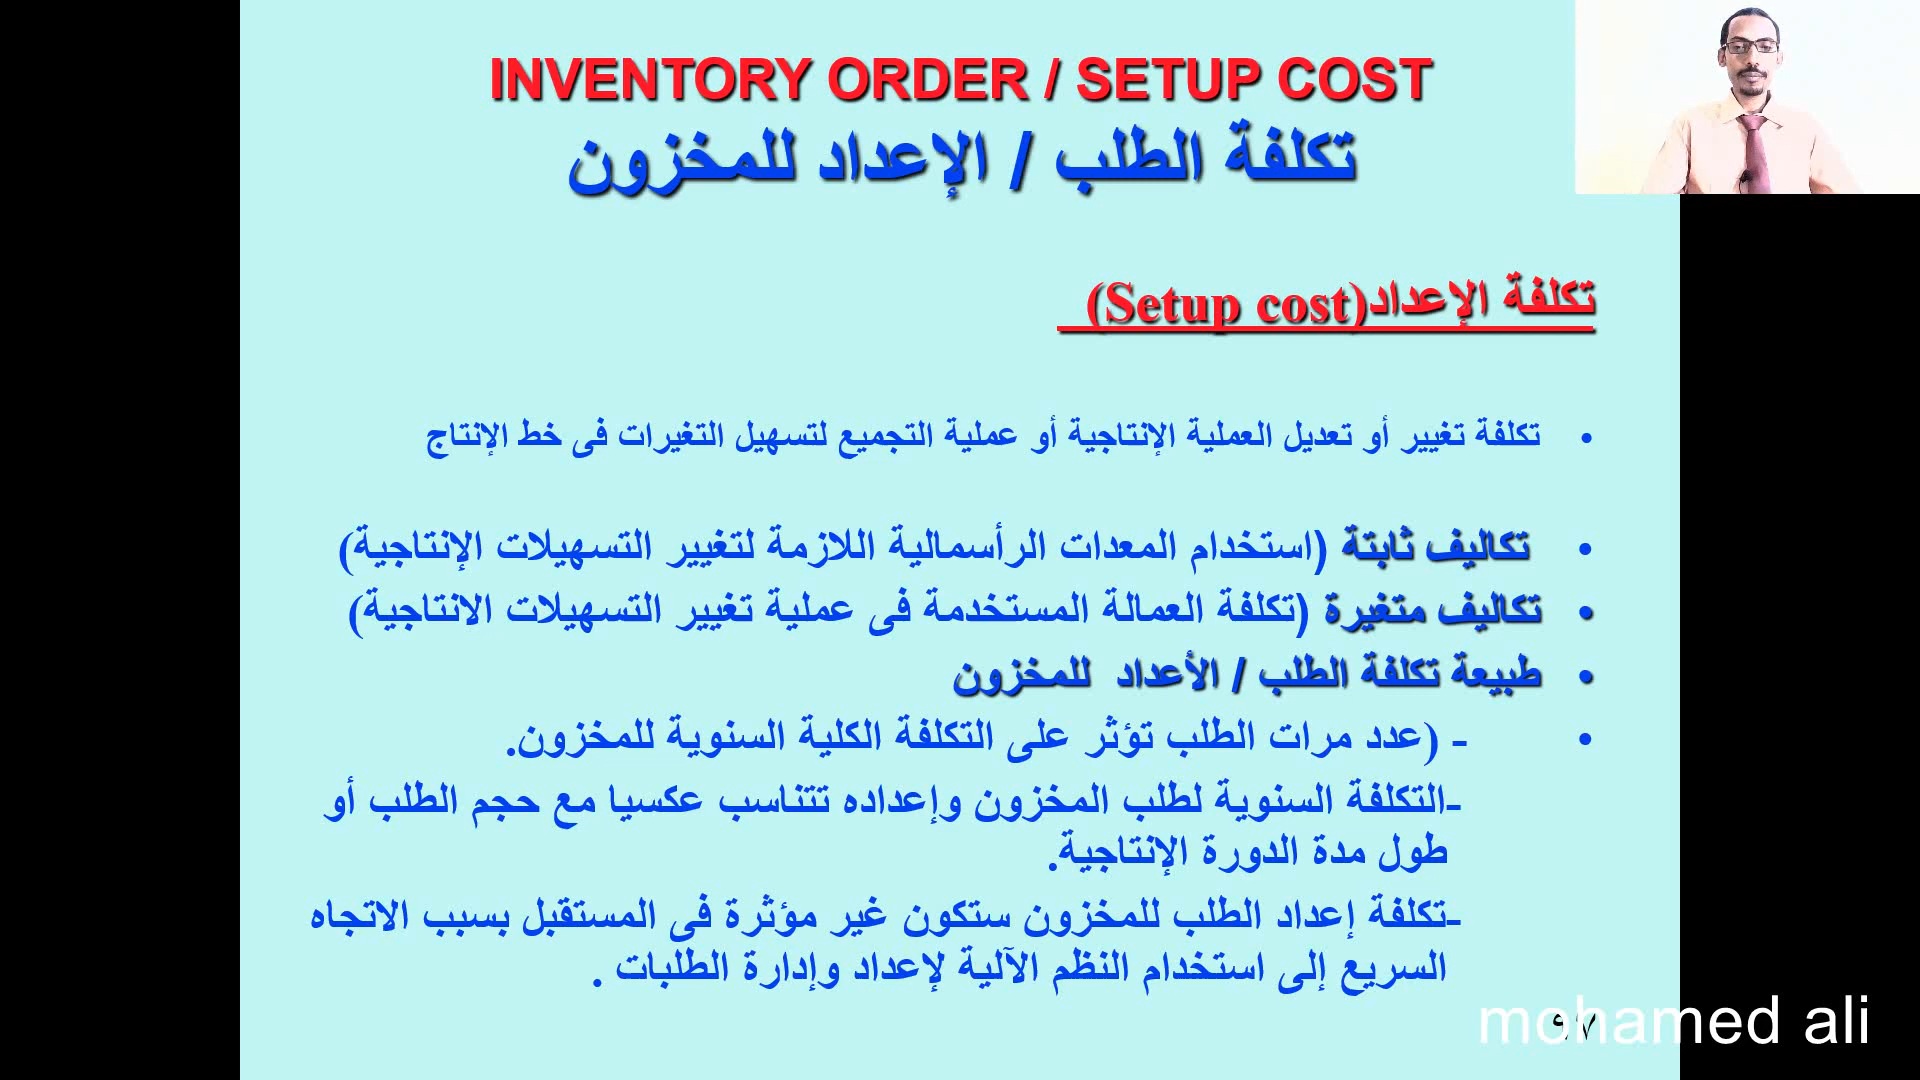 INVENTORY ORDER / SETUP COST
تكلفة الطلب / الإعداد للمخزون
تكلفة الإعداد(Setup cost)
• تكلفة تغيير أو تعديل العملية الإنتاجية أو عملية التجميع لتسهيل التغيرات فى خط الإنتاج
• تكاليف ثابتة (استخدام المعدات الرأسمالية اللازمة لتغيير التسهيلات الإنتاجية)
• تكاليف متغيرة (تكلفة العمالة المستخدمة فى عملية تغيير التسهيلات الانتاجية)
• طبيعة تكلفة الطلب / الأعداد للمخزون
• - (عدد مرات الطلب تؤثر على التكلفة الكلية السنوية للمخزون.
-التكلفة السنوية لطلب المخزون وإعداده تتناسب عكسيا مع حجم الطلب أو
طول مدة الدورة الإنتاجية.
-تكلفة إعداد الطلب للمخزون ستكون غير مؤثرة فى المستقبل بسبب الاتجاه
السريع إلى استخدام النظم الآلية لإعداد وإدارة الطلبات .
٩٧
mohamed ali